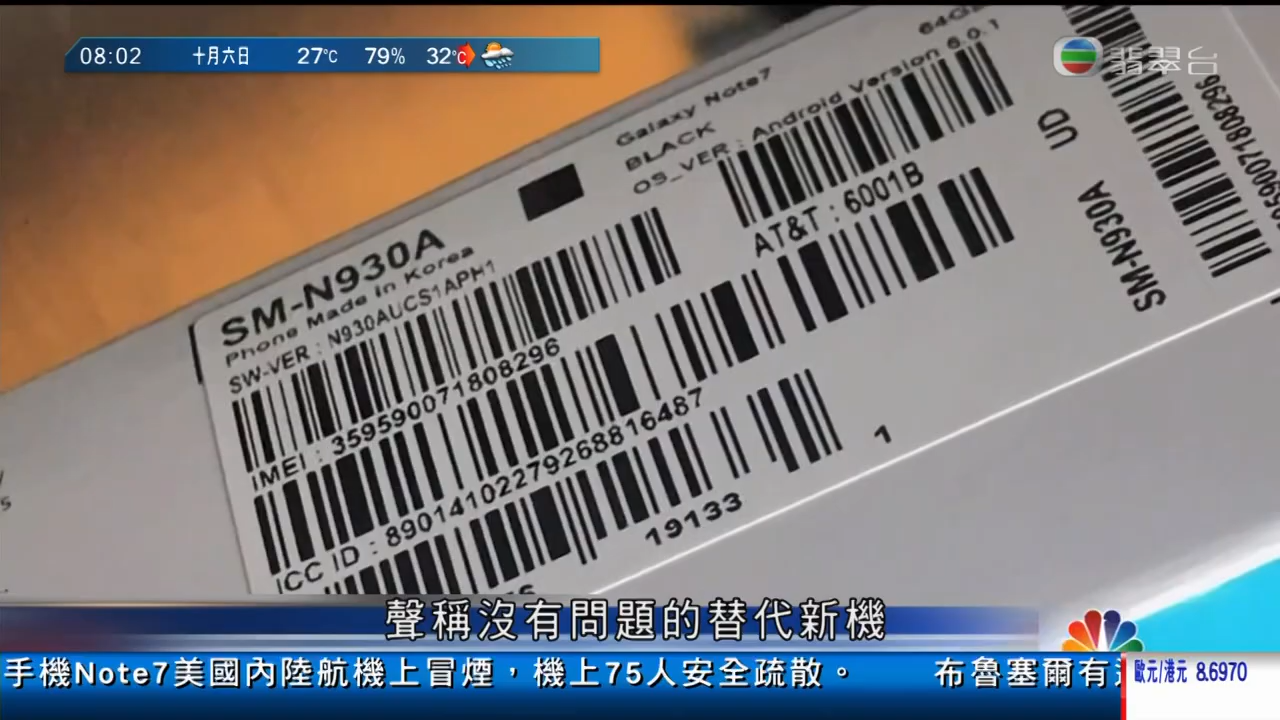 08:02 十月六日 27°C 79% 32°C
翡翠台
64GB
Galaxy Note7
BLACK
OS_VER : Android Version 6.0.1
SM-N930A
Phone Made in Korea
SW-VER : N930AUCS1APH1
AT&T : 6001B
UD
SM-N930A
IMEI : 359590071808296
ICC ID : 89014102279268816487
19133
1
聲稱沒有問題的替代新機
手機Note7美國內陸航機上冒煙，機上75人安全疏散。 布魯塞爾有
歐元/港元 8.6970